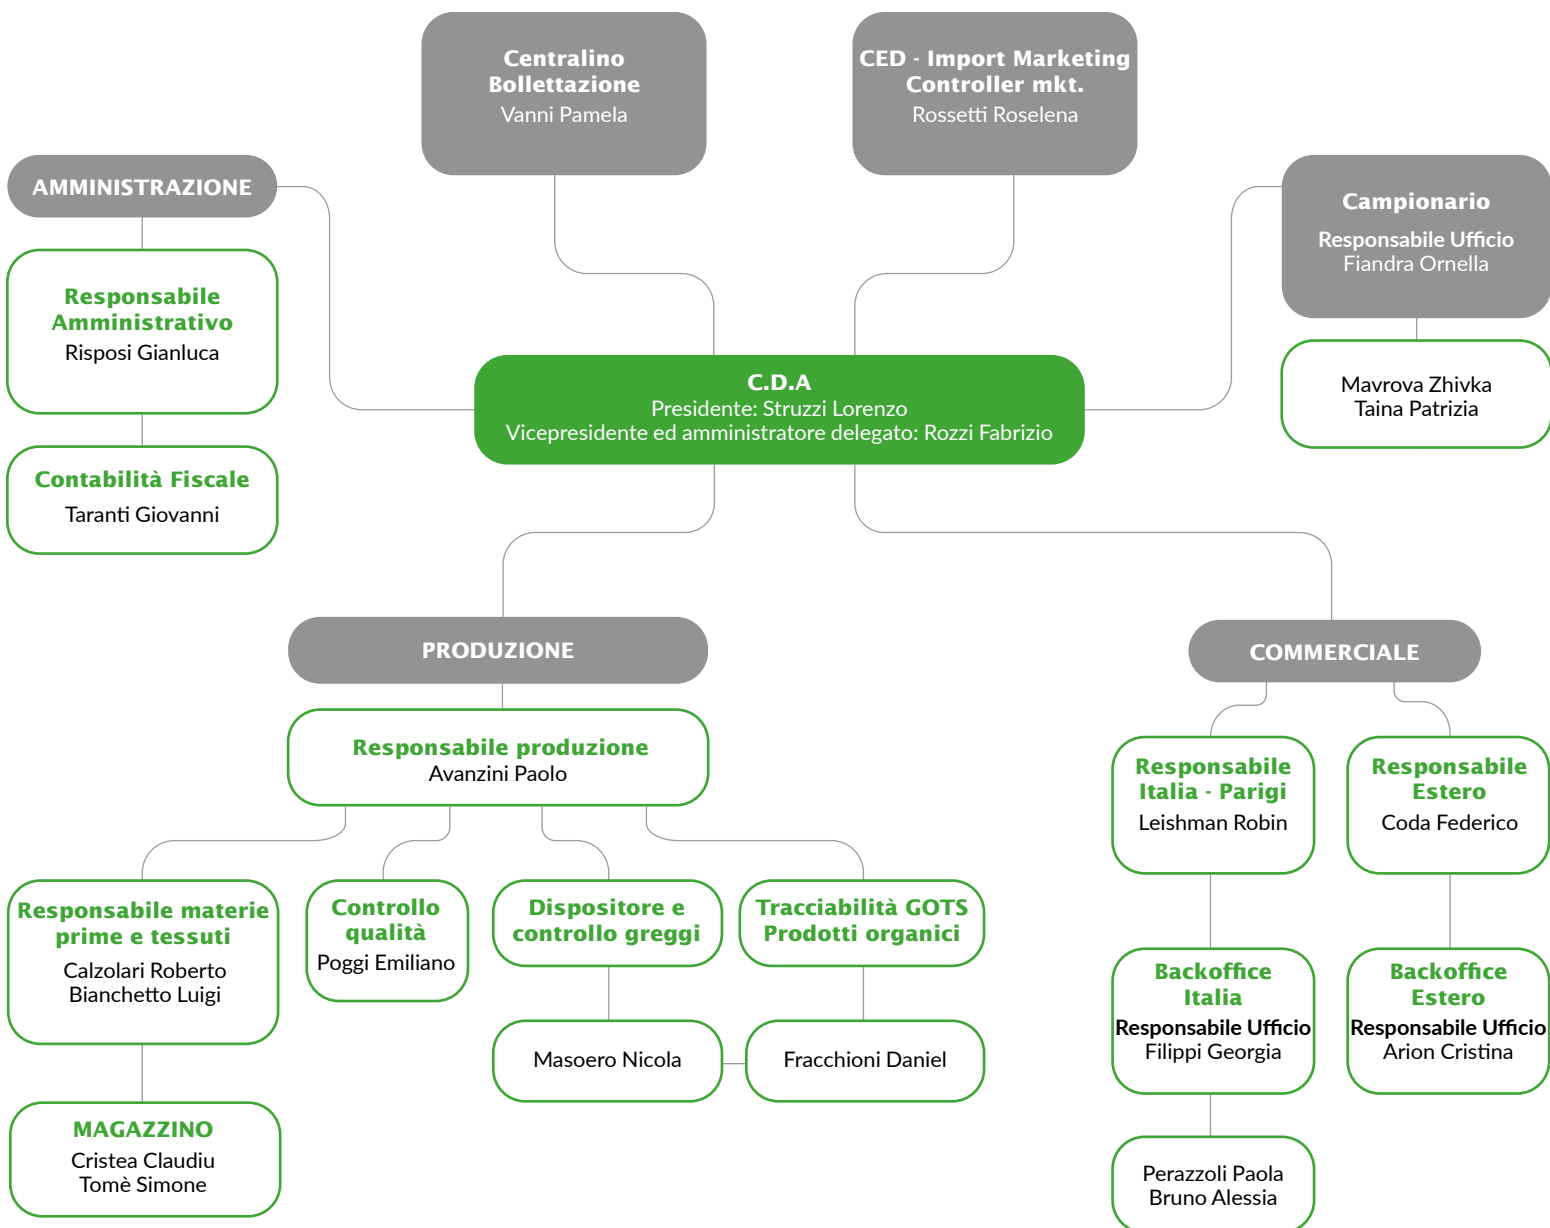 Centralino
Bollettazione
Vanni Pamela
CED - Import Marketing
Controller mkt.
Rossetti Roselena
AMMINISTRAZIONE
Responsabile
Amministrativo
Risposi Gianluca
Contabilità Fiscale
Taranti Giovanni
Campionario
Responsabile Ufficio
Fiandra Ornella
Mavrova Zhivka
Taina Patrizia
C.D.A
Presidente: Struzzi Lorenzo
Vicepresidente ed amministratore delegato: Rozzi Fabrizio
PRODUZIONE
Responsabile produzione
Avanzini Paolo
Responsabile materie
prime e tessuti
Calzolari Roberto
Bianchetto Luigi
MAGAZZINO
Cristea Claudiu
Tomè Simone
Controllo
qualità
Poggi Emiliano
Dispositore e
controllo greggi
Masoero Nicola
Tracciabilità GOTS
Prodotti organici
Fracchioni Daniel
COMMERCIALE
Responsabile
Italia - Parigi
Leishman Robin
Backoffice
Italia
Responsabile Ufficio
Filippi Georgia
Perazzoli Paola
Bruno Alessia
Responsabile
Estero
Coda Federico
Backoffice
Estero
Responsabile Ufficio
Arion Cristina